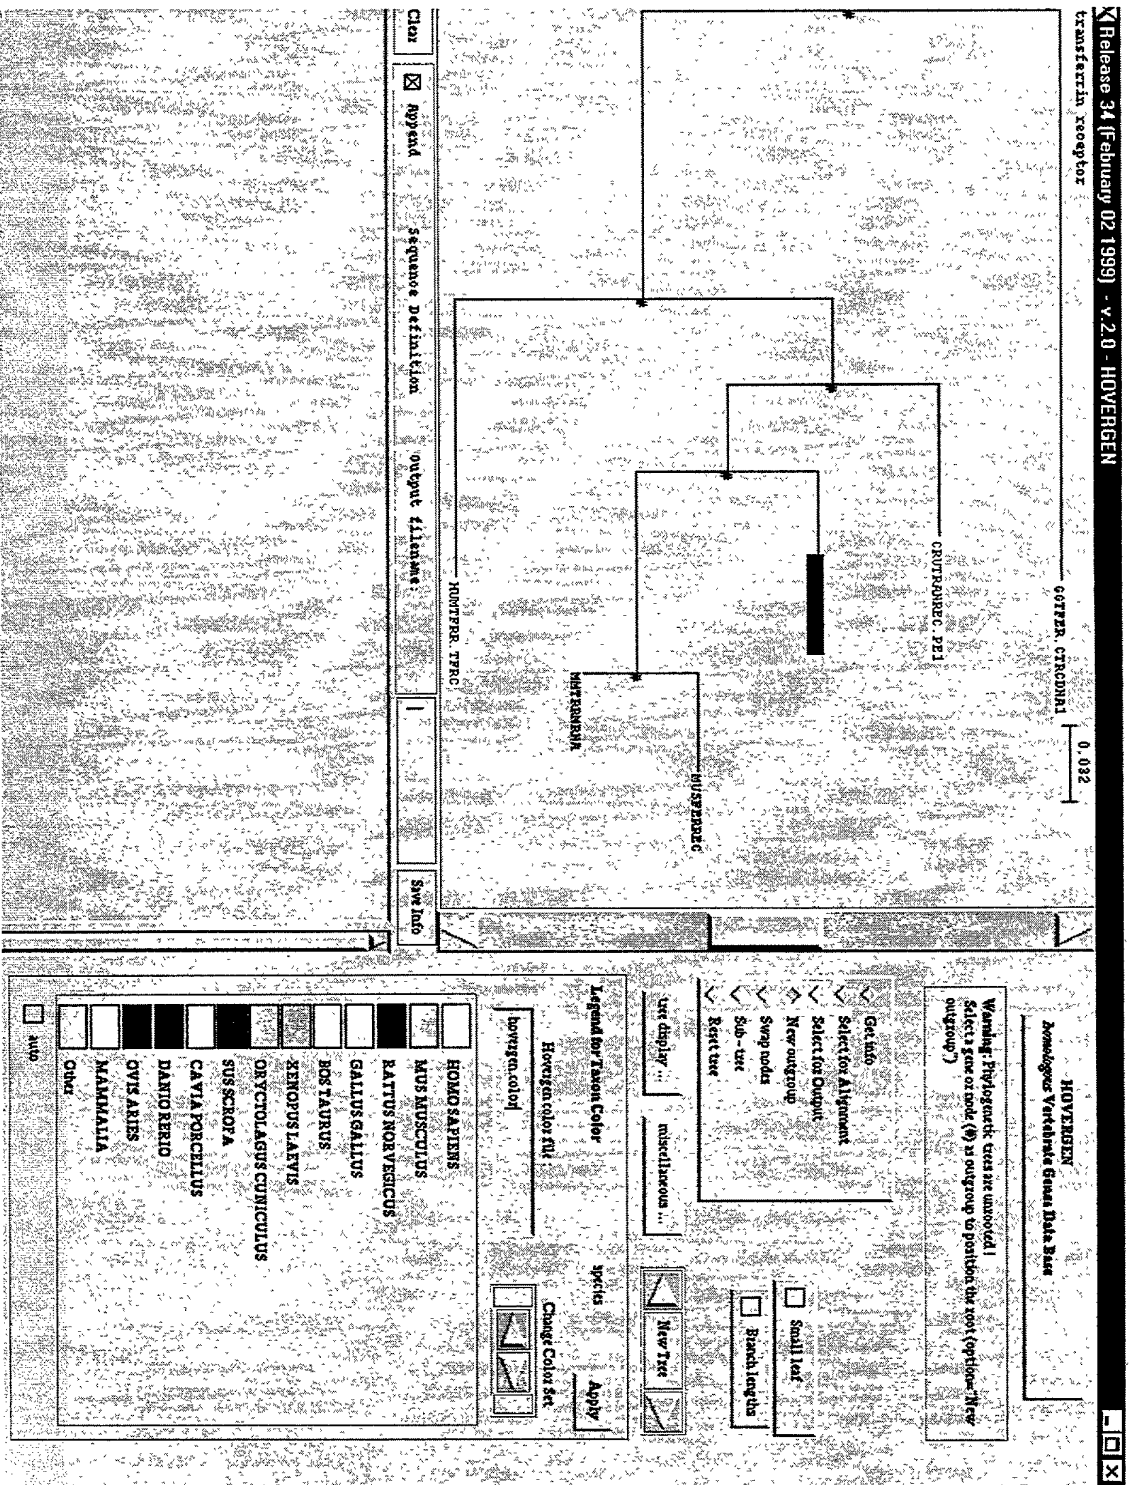 Release 34 (February 02 1999) - v.2.0 - HOVERGEN
transferrin receptor
0.032
GGTFER.CTRCDNA1
CRUTRANREC.PE1
MUSFERREC
MMTRRMRNA
HUMTFRR.TFRC
Clear
Append
Sequence Definition
output filename:
Save Info
HOVERGEN
homologous Vertebrate Genes Data Base
Warning: Phylogenetic trees are unrooted!
Select a gene or node (@) as outgroup to position the root (option="New
outgroup")
Get info
Select for Alignment
Select for Output
New outgroup
Swap nodes
Sub-tree
Reset tree
Small leaf
Branch lengths
tree display ...
miscellaneous ...
New Tree
Legend for Taxon Color
species
Apply
Hovergen color file :
hovergen.color
Change Color Set
HOMO SAPIENS
MUS MUSCULUS
RATTUS NORVEGICUS
GALLUS GALLUS
BOS TAURUS
XENOPUS LAEVIS
ORYCTOLAGUS CUNICULUS
SUS SCROFA
CAVIA PORCELLUS
DANIO RERIO
OVIS ARIES
MAMMALIA
Other
auto